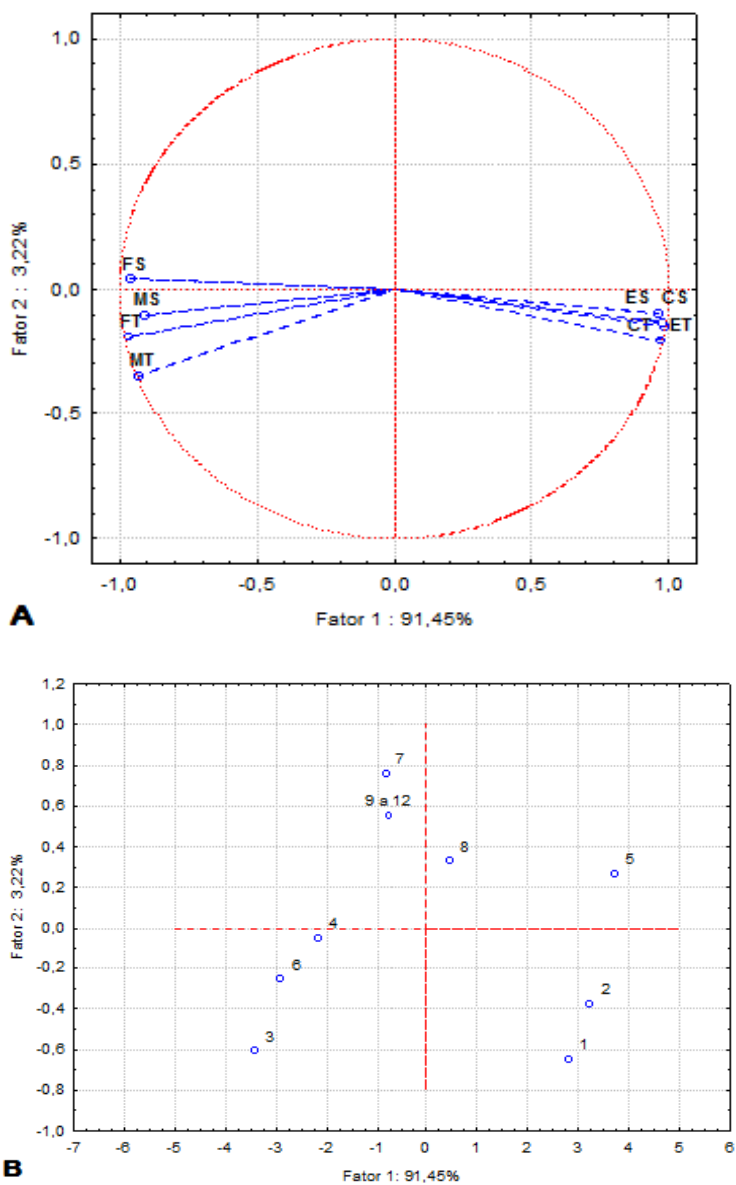 1,0
0,5
0,0
-0,5
-1,0
Fator 2 : 3,22%
FS
MS
FT
MT
ES CS
CT ET
-1,0 -0,5 0,0 0,5 1,0
Fator 1 : 91,45%
A
1,2
1,0
0,8
0,6
0,4
0,2
0,0
-0,2
-0,4
-0,6
-0,8
-1,0
Fator 2: 3,22%
7
9 a 12
8
5
4
6
2
3
1
-7 -6 -5 -4 -3 -2 -1 0 1 2 3 4 5 6
Fator 1: 91,45%
B